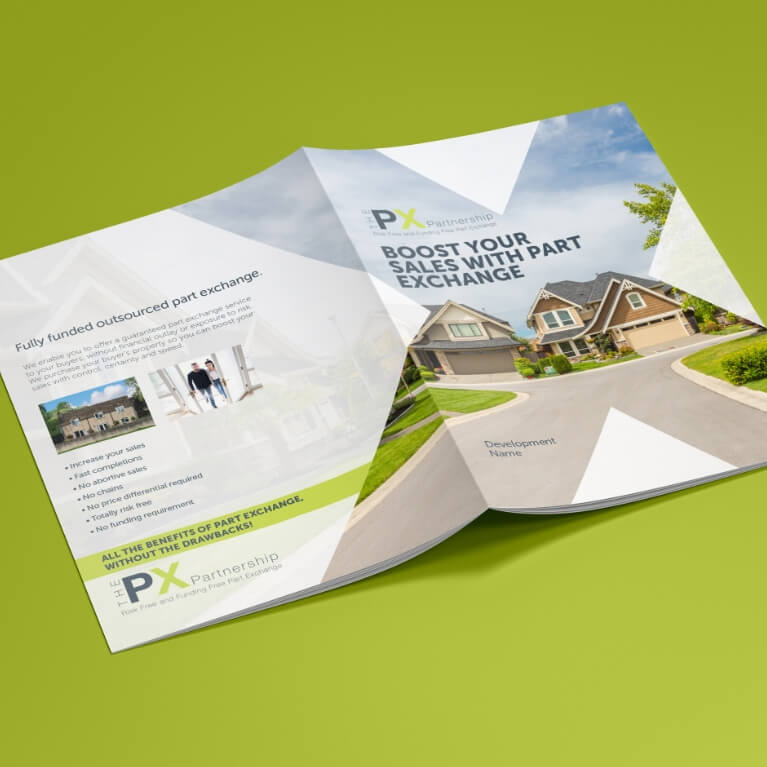 Fully funded outsourced part exchange.
We enable you to offer a guaranteed part exchange service
to your buyers, without financial outlay or exposure to risk.
We purchase your buyer's property so you can boost your
sales with control, certainty and speed.
• Increase your sales
• Fast completions
• No abortive sales
• No chains
• No price differential required
• Totally risk free
• No funding requirement
ALL THE BENEFITS OF PART EXCHANGE,
WITHOUT THE DRAWBACKS!
THE PX Partnership
Risk Free and Funding Free Part Exchange
THE PX Partnership
Risk Free and Funding Free Part Exchange
BOOST YOUR
SALES WITH PART
EXCHANGE
Development
Name